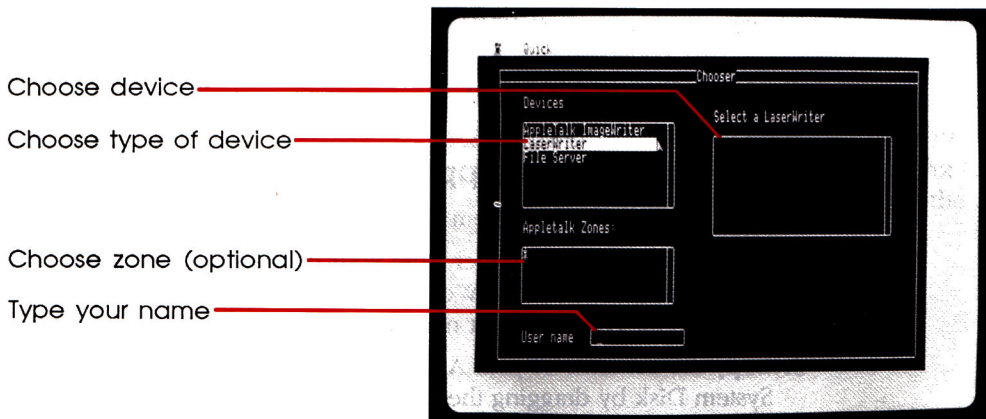 Quick
Chooser
Choose device
Devices
Select a LaserWriter
Choose type of device
AppleTalk ImageWriter
LaserWriter
File Server
Appletalk Zones:
Choose zone (optional)
*
Type your name
User name
System Disk by dragging the